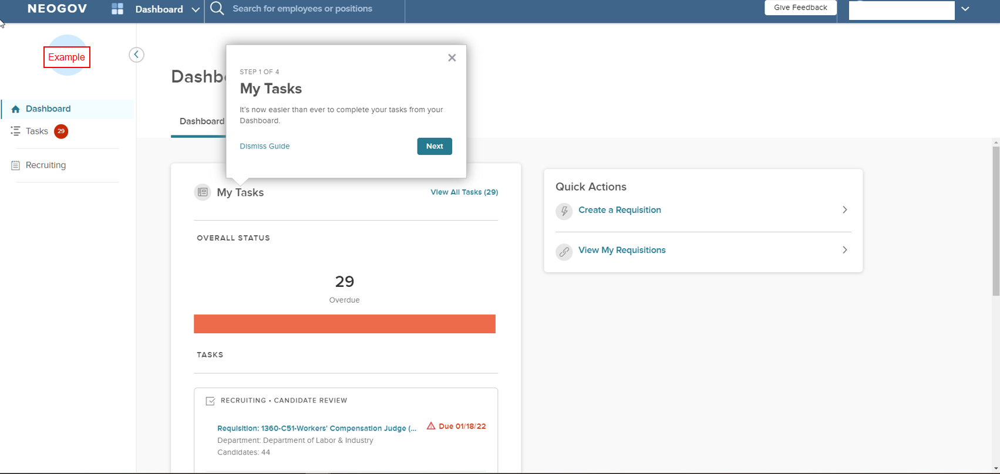 NEOGOV
Dashboard
Search for employees or positions
Give Feedback
Example
Dashboard
Tasks 29
Recruiting
Dashbo
Dashboard
STEP 1 OF 4
My Tasks
It's now easier than ever to complete your tasks from your
Dashboard.
Dismiss Guide
Next
My Tasks
View All Tasks (29)
OVERALL STATUS
29
Overdue
TASKS
RECRUITING • CANDIDATE REVIEW
Requisition: 1360-C51-Workers' Compensation Judge (...
Due 01/18/22
Department: Department of Labor & Industry
Candidates: 44
Quick Actions
Create a Requisition
View My Requisitions